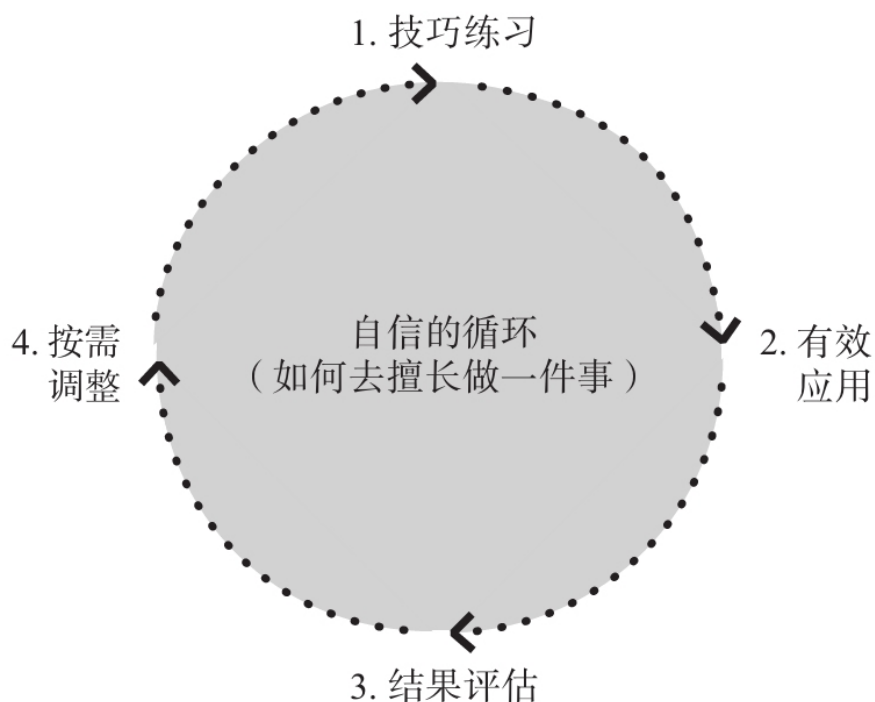 1. 技巧练习
2. 有效
应用
3. 结果评估
4. 按需
调整
自信的循环
（如何去擅长做一件事）